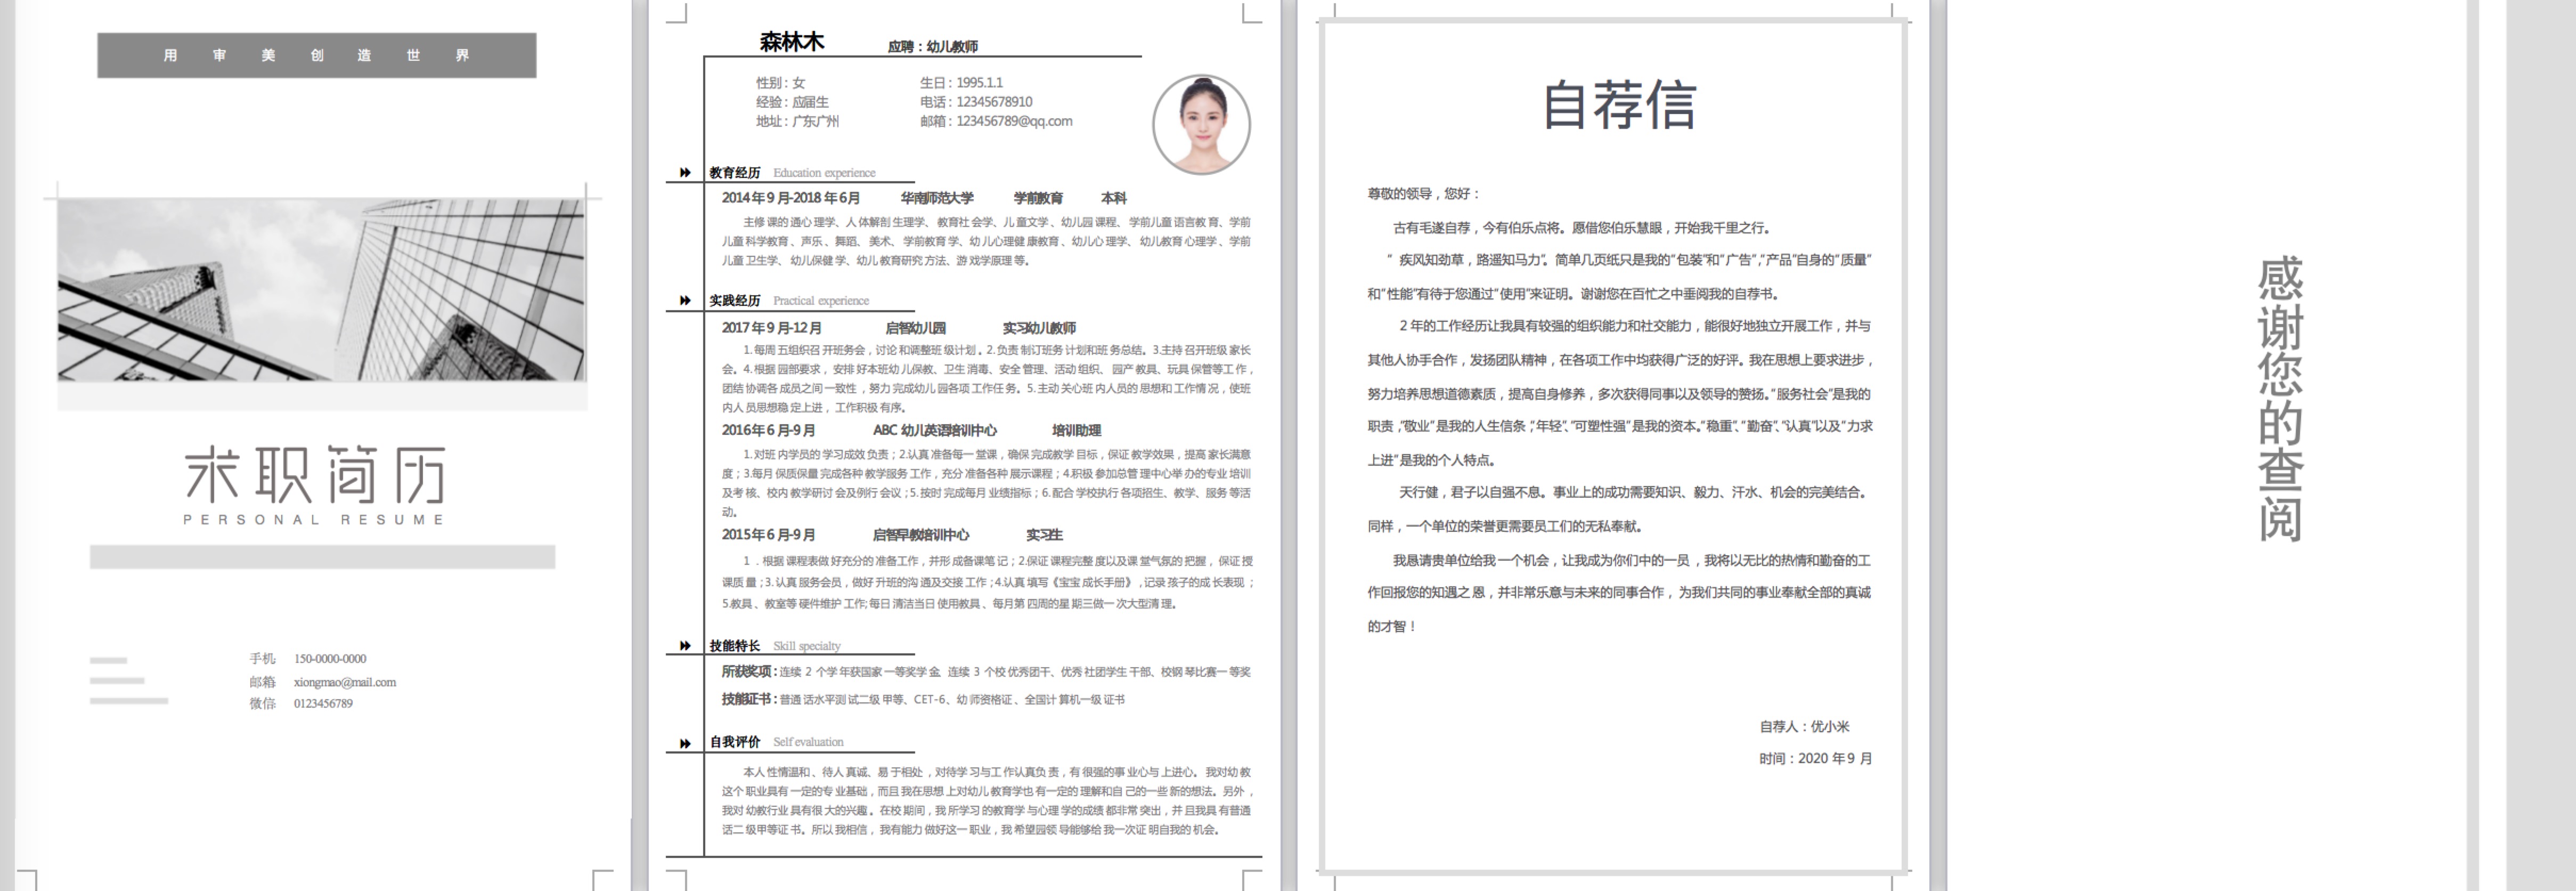 用审美创造世界
求职简历
PERSONAL RESUME
手机 150-0000-0000
邮箱 xiongmao@mail.com
微信 0123456789
森林木 应聘：幼儿教师
性别：女 生日：1995.1.1
经验：应届生 电话：12345678910
地址：广东广州 邮箱：123456789@qq.com
教育经历 Education experience
2014年9月-2018年6月 华南师范大学 学前教育 本科
主修课的通心理学、人体解剖生理学、教育社会学、儿童文学、幼儿园课程、学前儿童语言教育、学前
儿童科学教育、声乐、舞蹈、美术、学前教育学、幼儿心理健康教育、幼儿心理学、幼儿教育心理学、学前
儿童卫生学、幼儿保健学、幼儿教育研究方法、游戏学原理等。
实践经历 Practical experience
2017年9月-12月 启智幼儿园 实习幼儿教师
1.每周五组织召开班务会，讨论和调整班级计划。2.负责制订班务计划和班务总结。3.主持召开班级家长
会。4.根据园部要求，安排好本班幼儿保教、卫生消毒、安全管理、活动组织、园产教具、玩具保管等工作，
团结协调各成员之间一致性，努力完成幼儿园各项工作任务。5.主动关心班内人员的思想和工作情况，使班
内人员思想稳定上进，工作积极有序。
2016年6月-9月 ABC幼儿英语培训中心 培训助理
1.对班内学员的学习成效负责；2.认真准备每一堂课，确保完成教学目标，保证教学效果，提高家长满意
度；3.每月保质保量完成各种教学服务工作，充分准备各种展示课程；4.积极参加总管理中心举办的专业培训
及考核、校内教学研讨会及例行会议；5.按时完成每月业绩指标；6.配合学校执行各项招生、教学、服务等活
动。
2015年6月-9月 启智早教培训中心 实习生
1．根据课程表做好充分的准备工作，并形成备课笔记；2.保证课程完整度以及课堂气氛的把握，保证授
课质量；3.认真服务会员，做好升班的沟通及交接工作；4.认真填写《宝宝成长手册》,记录孩子的成长表现；
5.教具、教室等硬件维护工作;每日清洁当日使用教具、每月第四周的星期三做一次大型清理。
技能特长 Skill specialty
所获奖项：连续2个学年获国家一等奖学金 连续3个校优秀团干、优秀社团学生干部、校钢琴比赛一等奖
技能证书：普通话水平测试二级甲等、CET-6、幼师资格证、全国计算机一级证书
自我评价 Self evaluation
本人性情温和、待人真诚、易于相处，对待学习与工作认真负责，有很强的事业心与上进心。我对幼教
这个职业具有一定的专业基础，而且我在思想上对幼儿教育学也有一定的理解和自己的一些新的想法。另外，
我对幼教行业具有很大的兴趣。在校期间，我所学习的教育学与心理学的成绩都非常突出，并且我具有普通
话二级甲等证书。所以我相信，我有能力做好这一职业，我希望园领导能够给我一次证明自我的机会。
自荐信
尊敬的领导，您好：
古有毛遂自荐，今有伯乐点将。愿借您伯乐慧眼，开始我千里之行。
“疾风知劲草，路遥知马力”。简单几页纸只是我的“包装”和“广告”,“产品”自身的“质量”
和“性能”有待于您通过“使用”来证明。谢谢您在百忙之中垂阅我的自荐书。
2年的工作经历让我具有较强的组织能力和社交能力，能很好地独立开展工作，并与
其他人协手合作，发扬团队精神，在各项工作中均获得广泛的好评。我在思想上要求进步，
努力培养思想道德素质，提高自身修养，多次获得同事以及领导的赞扬。“服务社会”是我的
职责，“敬业”是我的人生信条，“年轻”、“可塑性强”是我的资本。“稳重”、“勤奋”、“认真”以及“力求
上进”是我的个人特点。
天行健，君子以自强不息。事业上的成功需要知识、毅力、汗水、机会的完美结合。
同样，一个单位的荣誉更需要员工们的无私奉献。
我恳请贵单位给我一个机会，让我成为你们中的一员，我将以无比的热情和勤奋的工
作回报您的知遇之恩，并非常乐意与未来的同事合作，为我们共同的事业奉献全部的真诚
的才智！
自荐人：优小米
时间：2020年9月
感谢您的查阅